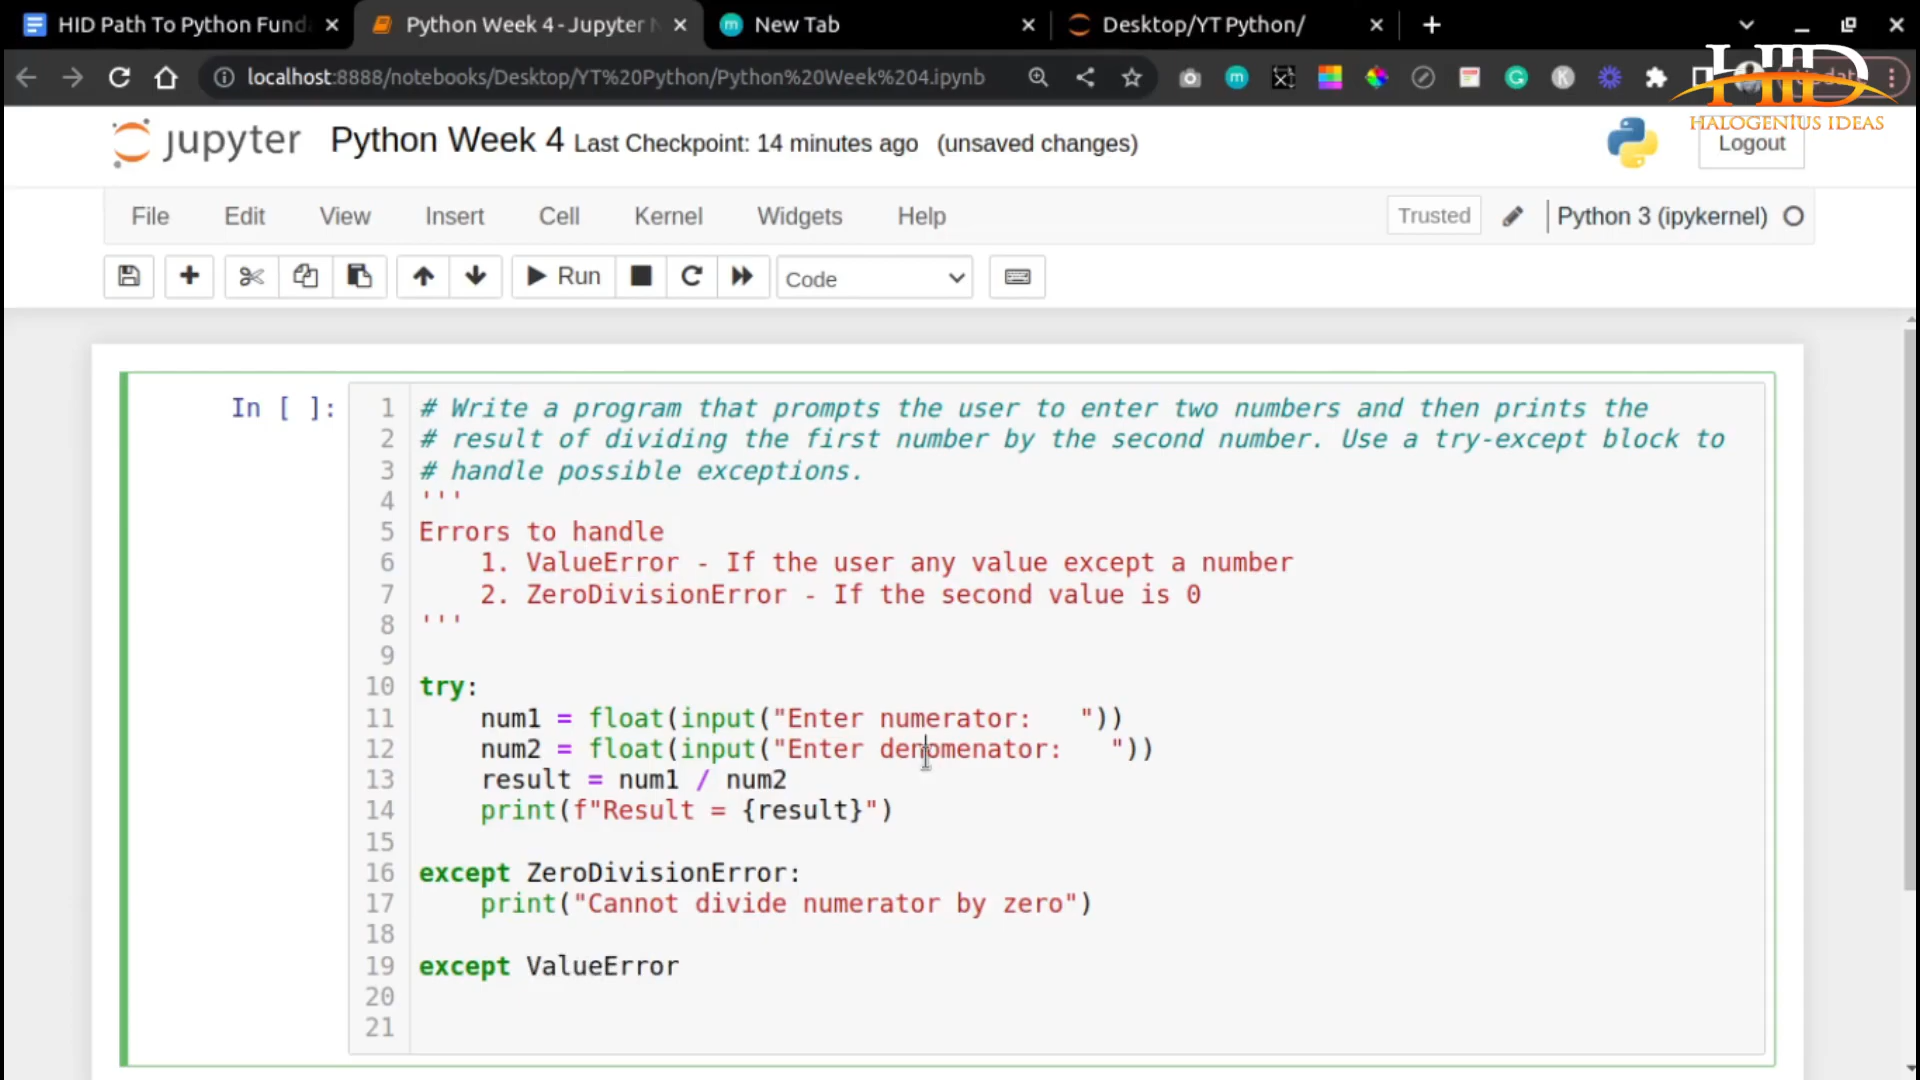 HID Path To Python Fund
Python Week 4 - Jupyter N
New Tab
Desktop/YT Python/
localhost:8888/notebooks/Desktop/YT%20Python/Python%20Week%204.ipynb
HID
HALOGENIUS IDEAS
jupyter Python Week 4 Last Checkpoint: 14 minutes ago (unsaved changes)
Logout
File Edit View Insert Cell Kernel Widgets Help
Trusted
Python 3 (ipykernel)
Run
Code
In [ ]:
1 # Write a program that prompts the user to enter two numbers and then prints the
2 # result of dividing the first number by the second number. Use a try-except block to
3 # handle possible exceptions.
4 '''
5 Errors to handle
6     1. ValueError - If the user any value except a number
7     2. ZeroDivisionError - If the second value is 0
8 '''
9
10 try:
11     num1 = float(input("Enter numerator:   "))
12     num2 = float(input("Enter denomenator:   "))
13     result = num1 / num2
14     print(f"Result = {result}")
15
16 except ZeroDivisionError:
17     print("Cannot divide numerator by zero")
18
19 except ValueError
20
21